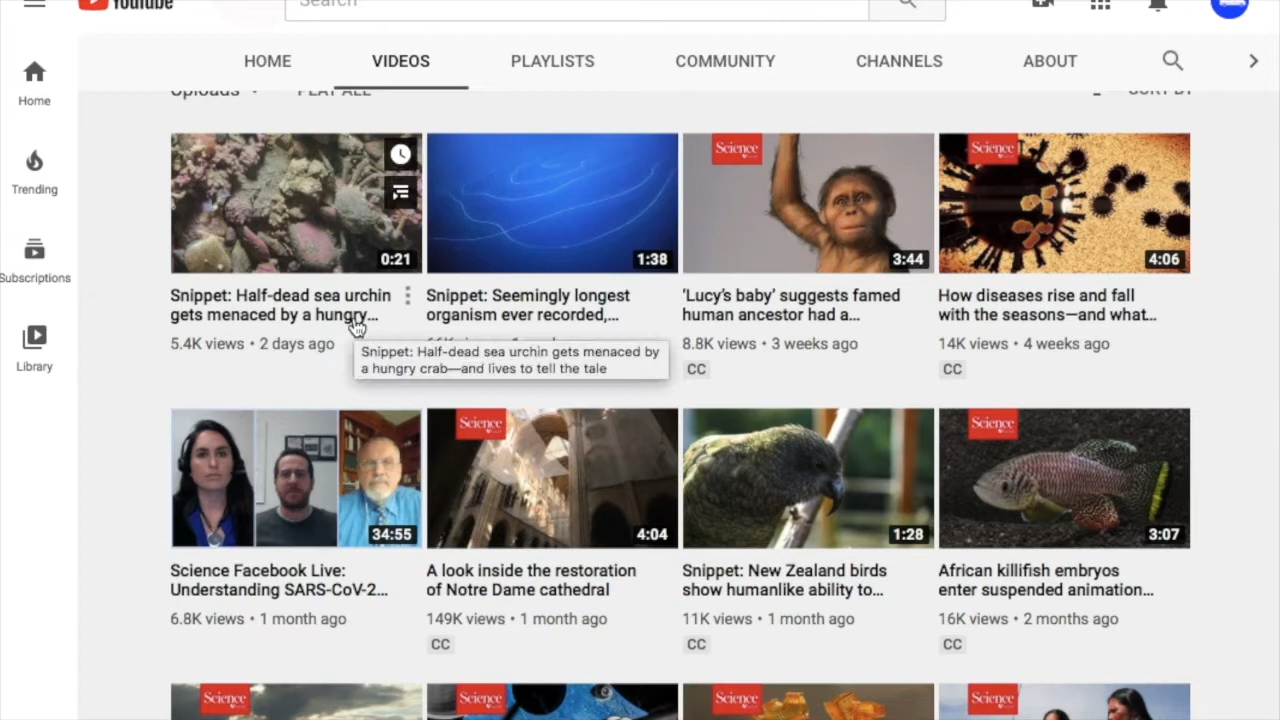 YouTube
Search
HOME
VIDEOS
PLAYLISTS
COMMUNITY
CHANNELS
ABOUT
Home
Trending
Subscriptions
Library
Uploads
PLAY ALL
SORT BY
0:21
1:38
Science
3:44
Science
4:06
Snippet: Half-dead sea urchin
gets menaced by a hungry...
5.4K views • 2 days ago
Snippet: Seemingly longest
organism ever recorded,...
Snippet: Half-dead sea urchin gets menaced by
a hungry crab—and lives to tell the tale
‘Lucy’s baby’ suggests famed
human ancestor had a...
8.8K views • 3 weeks ago
CC
How diseases rise and fall
with the seasons—and what...
14K views • 4 weeks ago
CC
34:55
Science
4:04
1:28
Science
3:07
Science Facebook Live:
Understanding SARS-CoV-2...
6.8K views • 1 month ago
A look inside the restoration
of Notre Dame cathedral
149K views • 1 month ago
CC
Snippet: New Zealand birds
show humanlike ability to...
11K views • 1 month ago
CC
African killifish embryos
enter suspended animation...
16K views • 2 months ago
CC
Science
Science
Science
Science